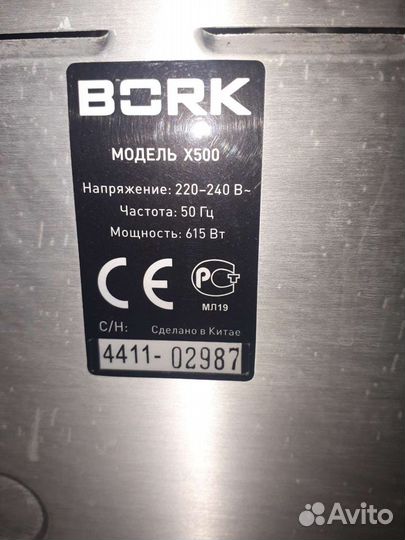 BORK
МОДЕЛЬ X500
Напряжение: 220–240 В~
Частота: 50 Гц
Мощность: 615 Вт
CE РСТ
МЛ19
С/Н: Сделано в Китае
4411- 02987
Avito